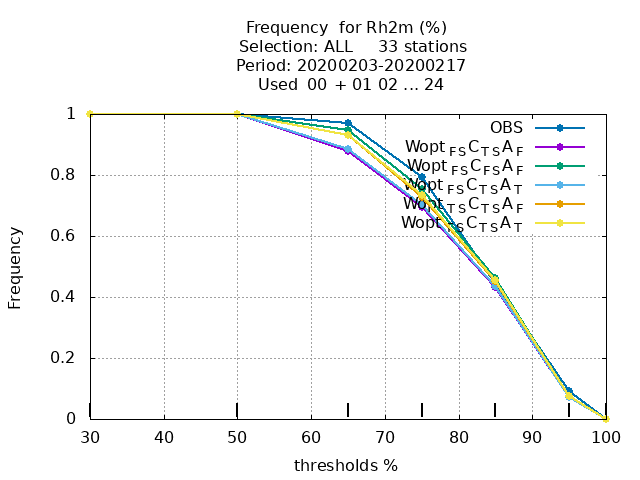 Frequency for Rh2m (%)
Selection: ALL 33 stations
Period: 20200203-20200217
Used 00 + 01 02 ... 24
OBS
Wopt FS C TS A F
Wopt FS C FS A F
Wopt FS C TS A T
Wopt TS C TS A F
Wopt TS C TS A T
1
0.8
0.6
0.4
0.2
0
Frequency
30 40 50 60 70 80 90 100
thresholds %